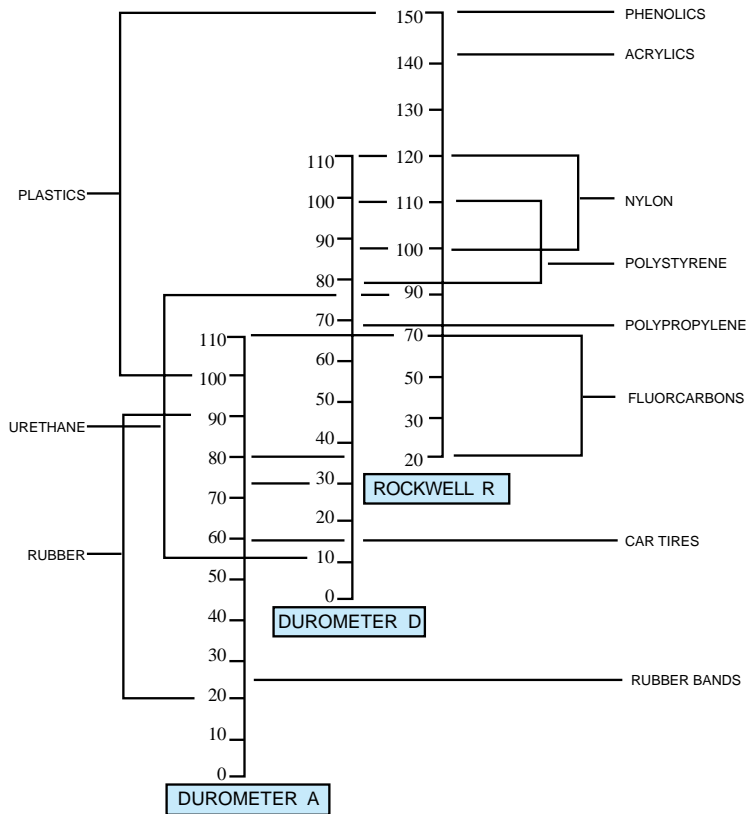 150
PHENOLICS
140
ACRYLICS
130
110
120
PLASTICS
100
110
NYLON
90
100
POLYSTYRENE
80
90
70
POLYPROPYLENE
110
60
70
100
50
50
FLUORCARBONS
90
30
URETHANE
40
80
20
30
ROCKWELL R
70
20
60
CAR TIRES
RUBBER
10
50
0
40
DUROMETER D
30
20
RUBBER BANDS
10
0
DUROMETER A